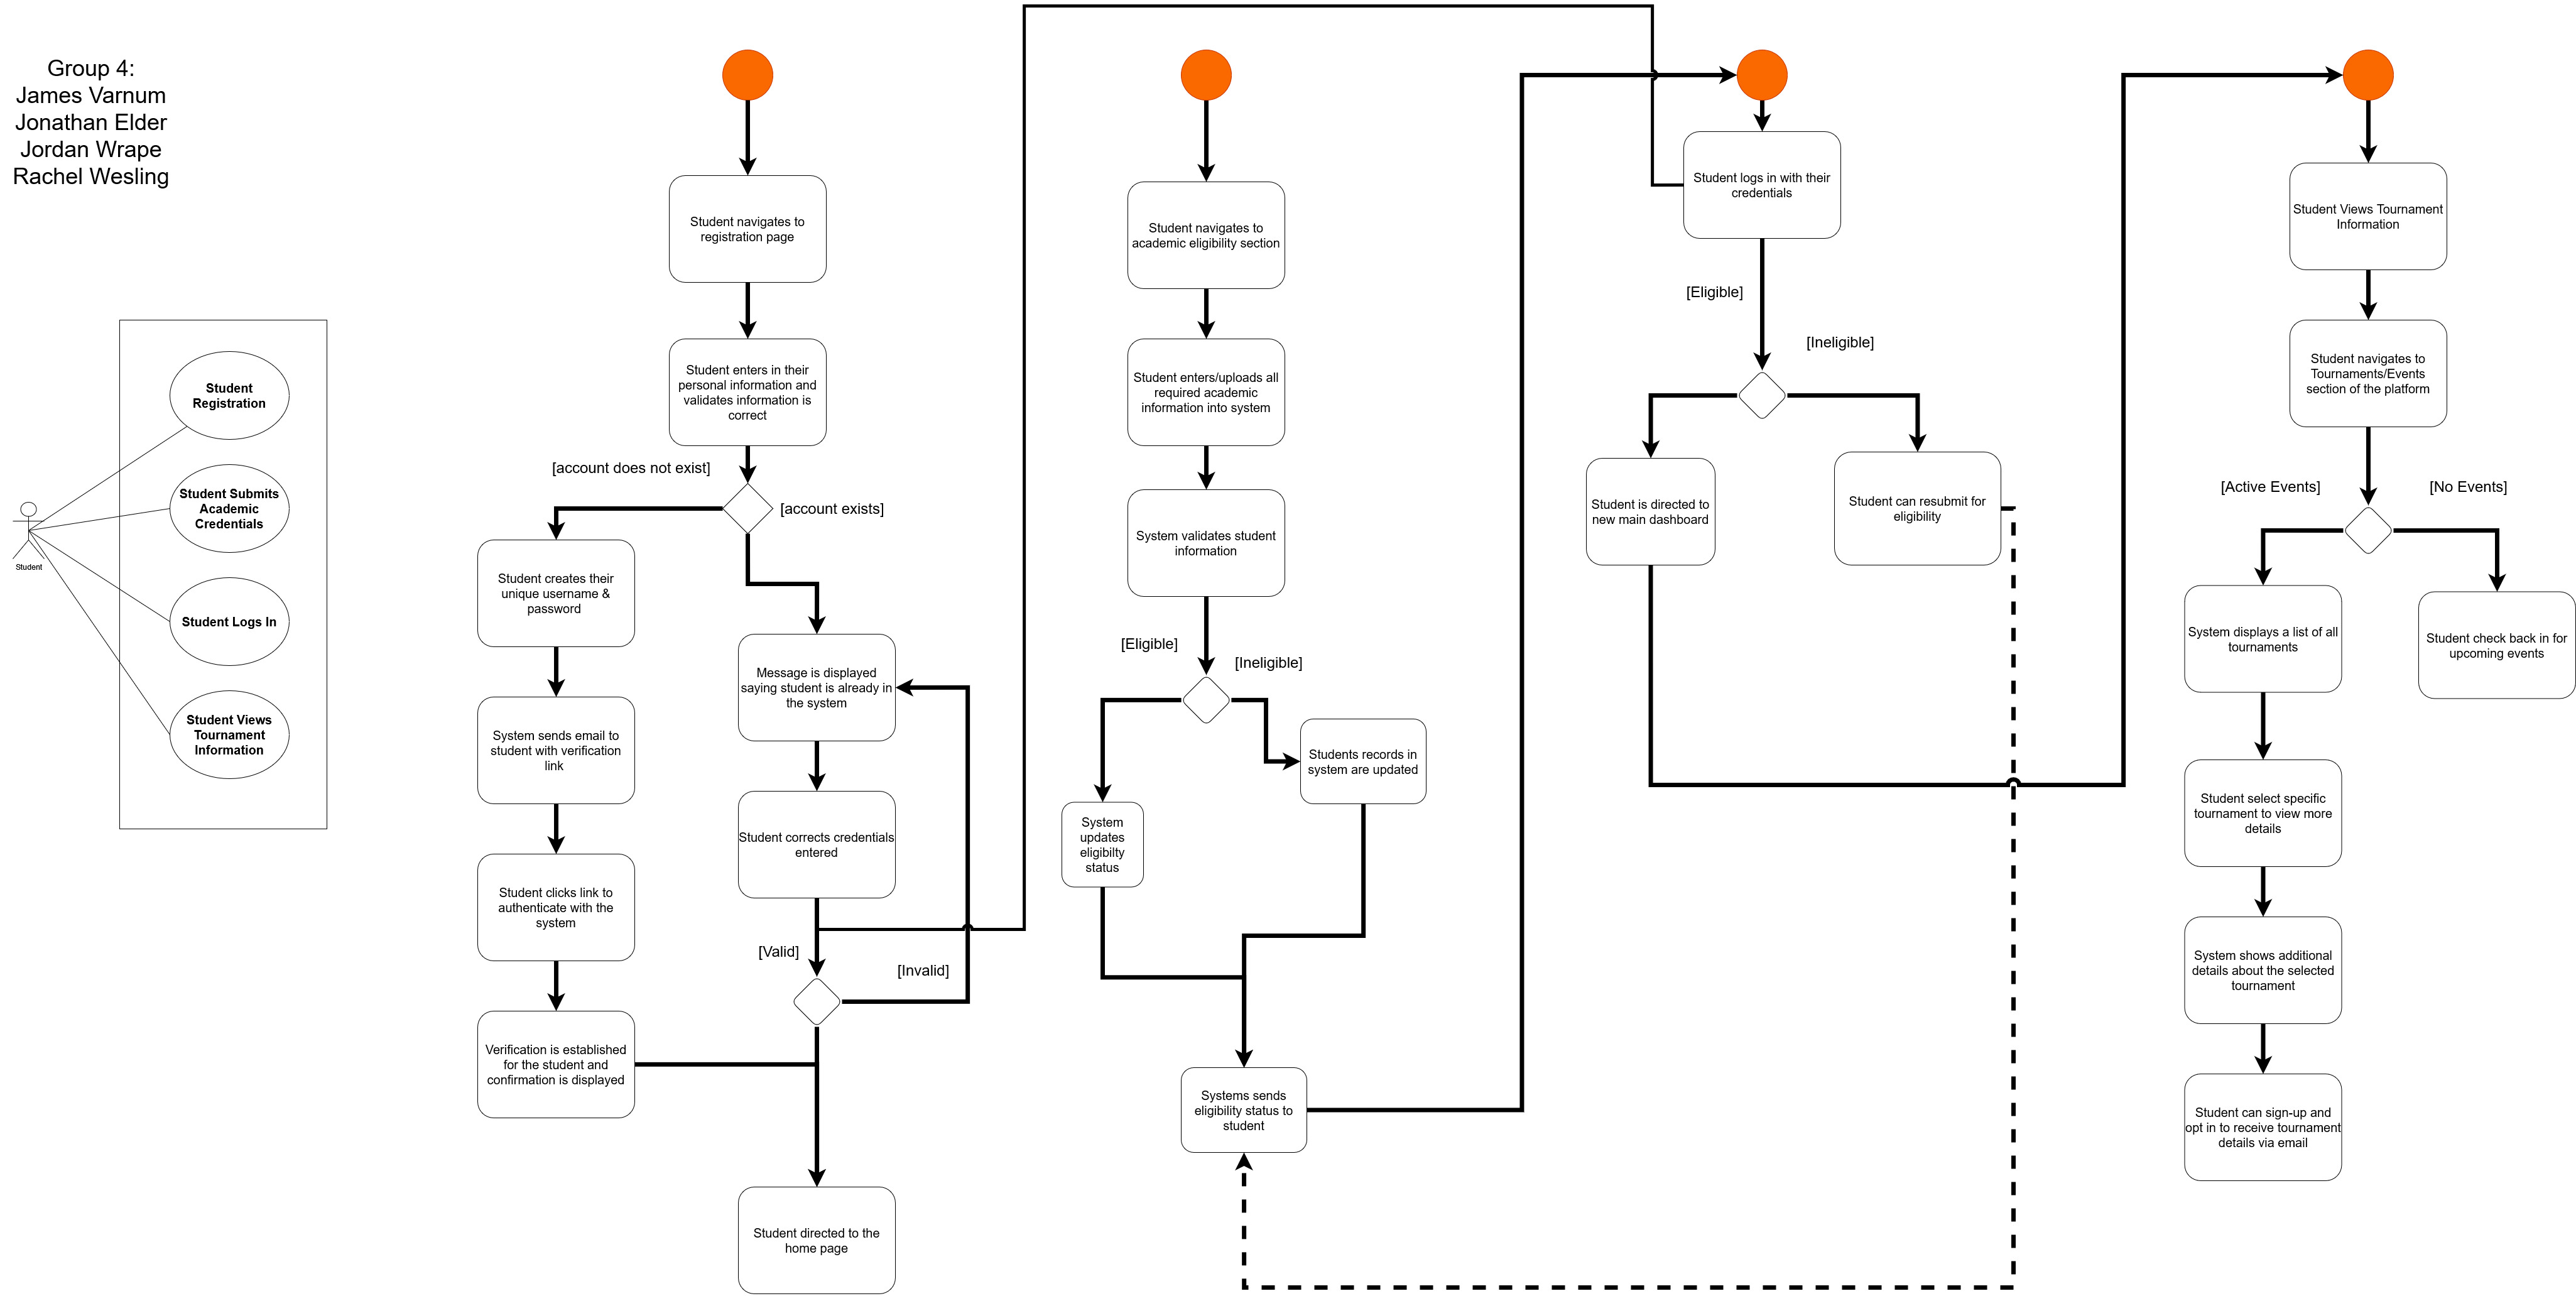 Group 4:
James Varnum
Jonathan Elder
Jordan Wrape
Rachel Wesling
Student
Registration
Student Submits
Academic
Credentials
Student Logs In
Student Views
Tournament
Information
Student
Student navigates to
registration page
Student enters in their
personal information and
validates information is
correct
[account does not exist]
[account exists]
Student creates their
unique username &
password
System sends email to
student with verification
link
Student clicks link to
authenticate with the
system
Verification is established
for the student and
confirmation is displayed
Message is displayed
saying student is already in
the system
Student corrects credentials
entered
[Valid]
[Invalid]
Student directed to the
home page
Student navigates to
academic eligibility section
Student enters/uploads all
required academic
information into system
System validates student
information
[Eligible]
[Ineligible]
System
updates
eligibilty
status
Students records in
system are updated
Systems sends
eligibility status to
student
Student logs in with their
credentials
[Eligible]
[Ineligible]
Student is directed to
new main dashboard
Student can resubmit for
eligibility
Student Views Tournament
Information
Student navigates to
Tournaments/Events
section of the platform
[Active Events]
[No Events]
System displays a list of all
tournaments
Student check back in for
upcoming events
Student select specific
tournament to view more
details
System shows additional
details about the selected
tournament
Student can sign-up and
opt in to receive tournament
details via email